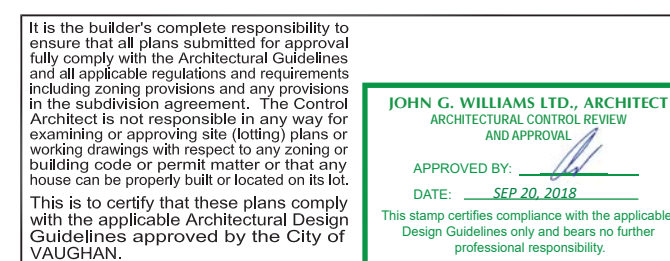 It is the builder's complete responsibility to
ensure that all plans submitted for approval
fully comply with the Architectural Guidelines
and all applicable regulations and requirements
including zoning provisions and any provisions
in the subdivision agreement. The Control
Architect is not responsible in any way for
examining or approving site (lotting) plans or
working drawings with respect to any zoning or
building code or permit matter or that any
house can be properly built or located on its lot.
This is to certify that these plans comply
with the applicable Architectural Design
Guidelines approved by the City of
VAUGHAN.
JOHN G. WILLIAMS LTD., ARCHITECT
ARCHITECTURAL CONTROL REVIEW
AND APPROVAL
APPROVED BY:
DATE: SEP 20, 2018
This stamp certifies compliance with the applicable
Design Guidelines only and bears no further
professional responsibility.